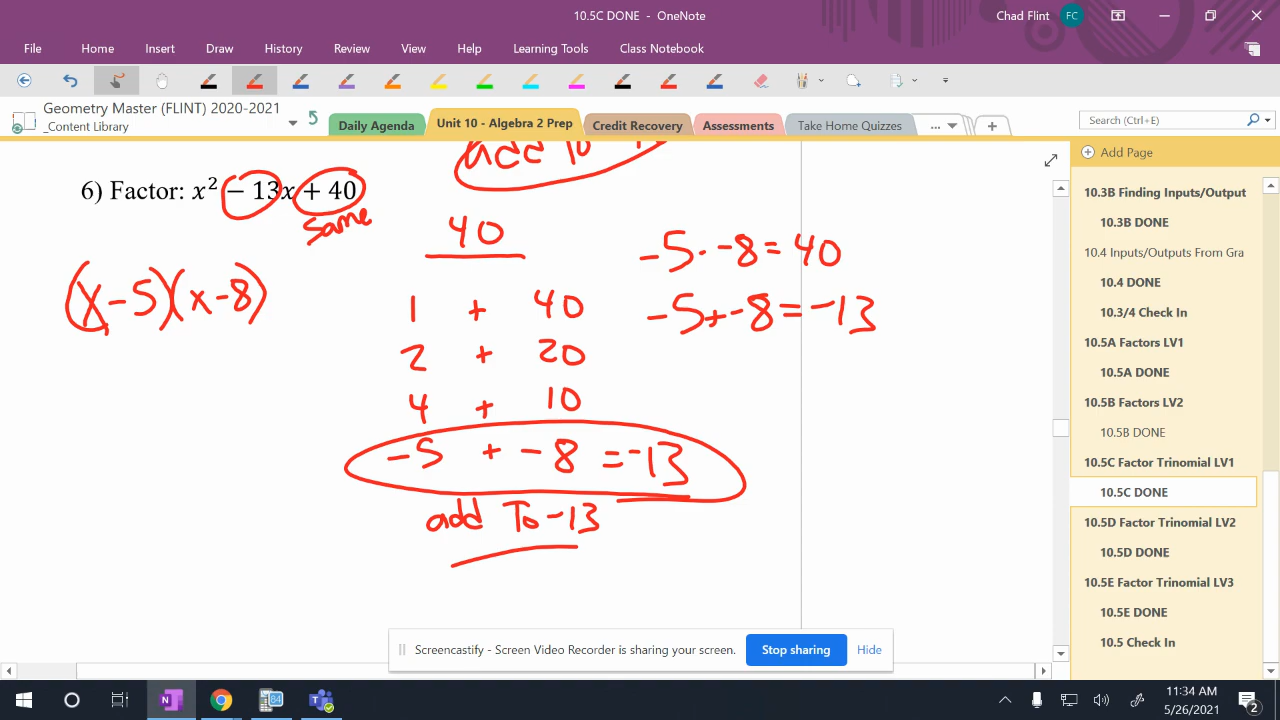 10.5C DONE - OneNote
Chad Flint FC
File Home Insert Draw History Review View Help Learning Tools Class Notebook
Geometry Master (FLINT) 2020-2021
_Content Library
Daily Agenda
Unit 10 - Algebra 2 Prep
Credit Recovery
Assessments
Take Home Quizzes
...
Search (Ctrl+E)
Add Page
add To
6) Factor: x² − 13x + 40
Same
40
(x-5)(x-8)
1 + 40
2 + 20
4 + 10
-5 + -8 = -13
add To -13
-5 · -8 = 40
-5 + -8 = -13
10.3B Finding Inputs/Output
10.3B DONE
10.4 Inputs/Outputs From Gra
10.4 DONE
10.3/4 Check In
10.5A Factors LV1
10.5A DONE
10.5B Factors LV2
10.5B DONE
10.5C Factor Trinomial LV1
10.5C DONE
10.5D Factor Trinomial LV2
10.5D DONE
10.5E Factor Trinomial LV3
10.5E DONE
10.5 Check In
Screencastify - Screen Video Recorder is sharing your screen.
Stop sharing
Hide
84
11:34 AM
5/26/2021
2